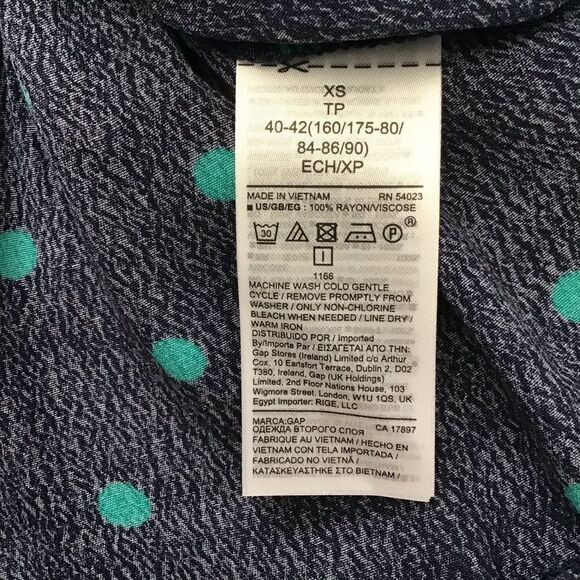 XS
TP
40-42(160/175-80/
84-86/90)
ECH/XP
MADE IN VIETNAM RN 54023
■ US/GB/EG : 100% RAYON/VISCOSE
30 P ®
I
1166
MACHINE WASH COLD GENTLE
CYCLE / REMOVE PROMPTLY FROM
WASHER / ONLY NON-CHLORINE
BLEACH WHEN NEEDED / LINE DRY /
WARM IRON
DISTRIBUIDO POR / Imported
By/Importe Par / ΕΙΣΑΓΕΤΑΙ ΑΠΟ ΤΗΝ:
Gap Stores (Ireland) Limited c/o Arthur
Cox, 10 Earlsfort Terrace, Dublin 2, D02
T380, Ireland, Gap (UK Holdings)
Limited, 2nd Floor Nations House, 103
Wigmore Street, London, W1U 1QS, UK
Egypt Importer: RIGE, LLC
MARCA:GAP CA 17897
ОДЕЖДА ВТОРОГО СЛОЯ
FABRIQUE AU VIETNAM / HECHO EN
VIETNAM CON TELA IMPORTADA /
FABRICADO NO VIETNÃ /
ΚΑΤΑΣΚΕΥΑΣΤΗΚΕ ΣΤΟ ΒΙΕΤΝΑΜ /